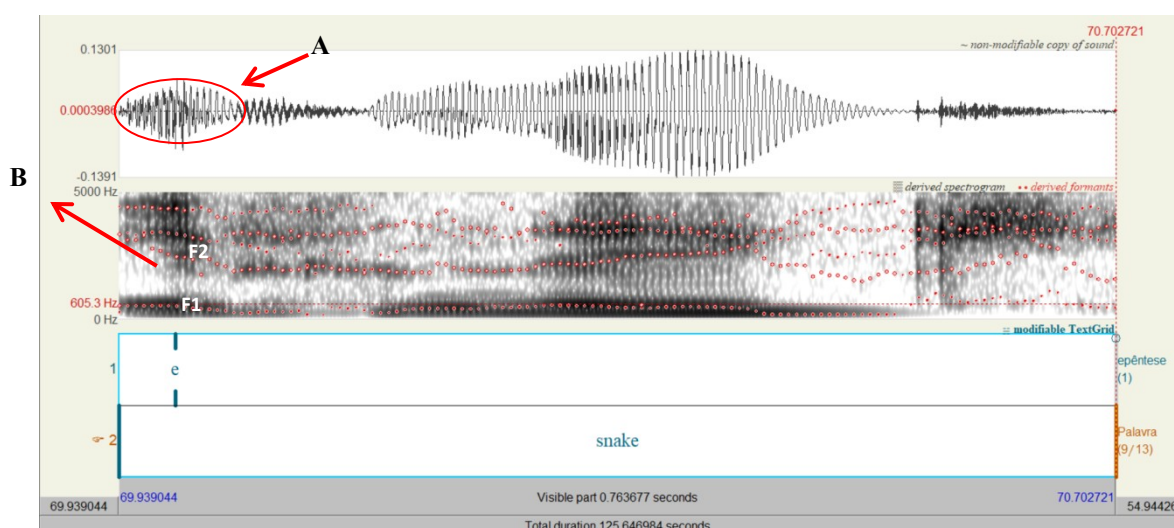 70.702721
~ non-modifiable copy of sound
A
0.1301
0.0003986
-0.1391
B
5000 Hz
derived spectrogram
derived formants
F2
F1
605.3 Hz
0 Hz
modifiable TextGrid
1
e
epêntese
(1)
2
snake
Palavra
(9/13)
69.939044
69.939044
Visible part 0.763677 seconds
70.702721
54.94426
Total duration 125.646984 seconds